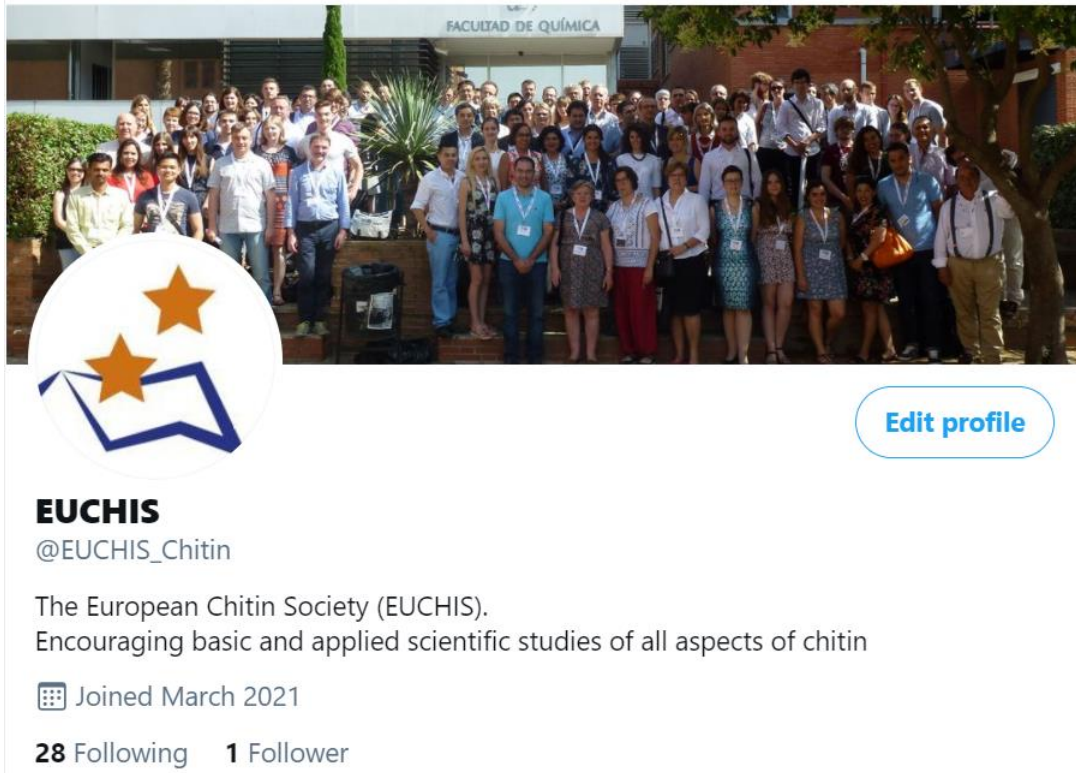 FACULTAD DE QUÍMICA
Edit profile
EUCHIS
@EUCHIS_Chitin
The European Chitin Society (EUCHIS).
Encouraging basic and applied scientific studies of all aspects of chitin
Joined March 2021
28 Following 1 Follower